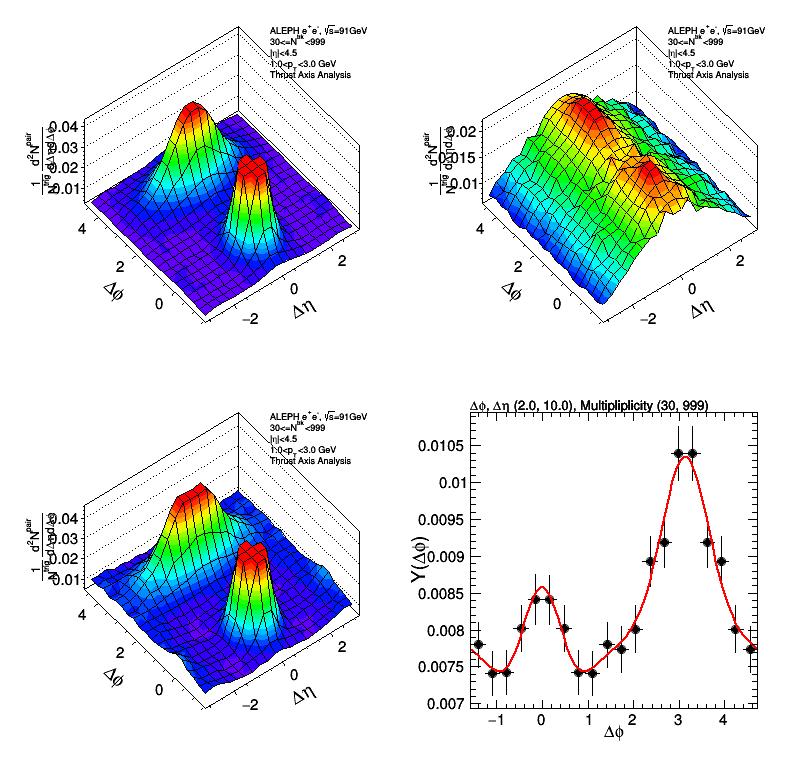 ALEPH e⁺e⁻, √s=91GeV
30<=N^trk<999
|η|<4.5
1.0<p_T<3.0 GeV
Thrust Axis Analysis
0.04
0.03
0.02
0.01
4
2
0
Δφ
−2
0
2
Δη
ALEPH e⁺e⁻, √s=91GeV
30<=N^trk<999
|η|<4.5
1.0<p_T<3.0 GeV
Thrust Axis Analysis
0.02
0.015
0.01
4
2
0
Δφ
−2
0
2
Δη
ALEPH e⁺e⁻, √s=91GeV
30<=N^trk<999
|η|<4.5
1.0<p_T<3.0 GeV
Thrust Axis Analysis
0.04
0.03
0.02
0.01
4
2
0
Δφ
−2
0
2
Δη
Δφ, Δη (2.0, 10.0), Multipliplicity (30, 999)
Y(Δφ)
0.0105
0.01
0.0095
0.009
0.0085
0.008
0.0075
0.007
−1
0
1
2
3
4
Δφ